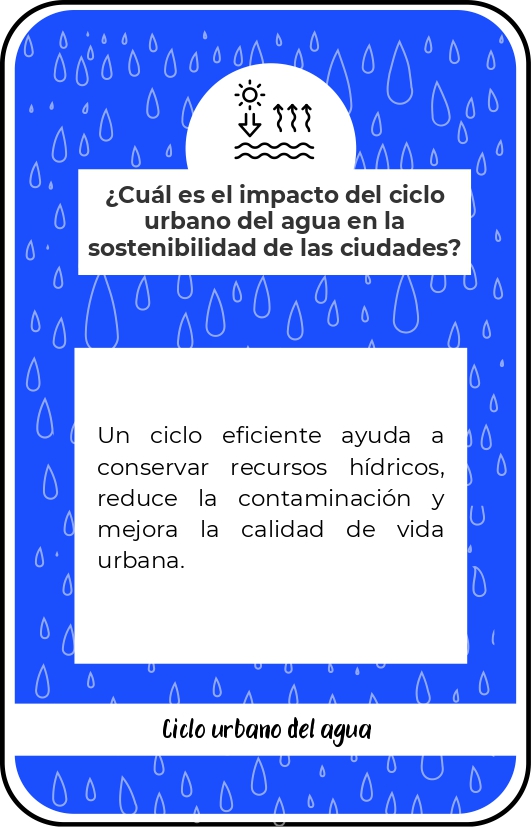 ¿Cuál es el impacto del ciclo
urbano del agua en la
sostenibilidad de las ciudades?
Un ciclo eficiente ayuda a
conservar recursos hídricos,
reduce la contaminación y
mejora la calidad de vida
urbana.
Ciclo urbano del agua